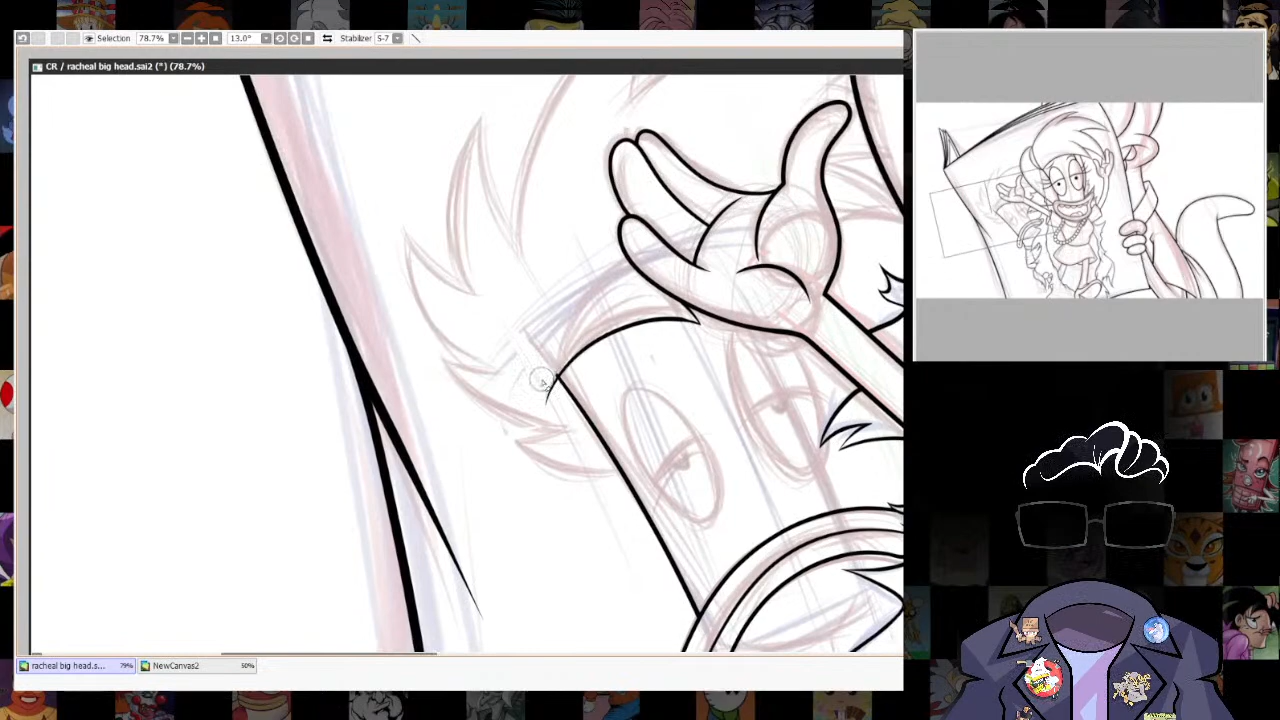 Selection 78.7% 13.0° Stabilizer S-7
CR / racheal big head.sai2 (*) (78.7%)
racheal big head.s... 79% NewCanvas2 50%